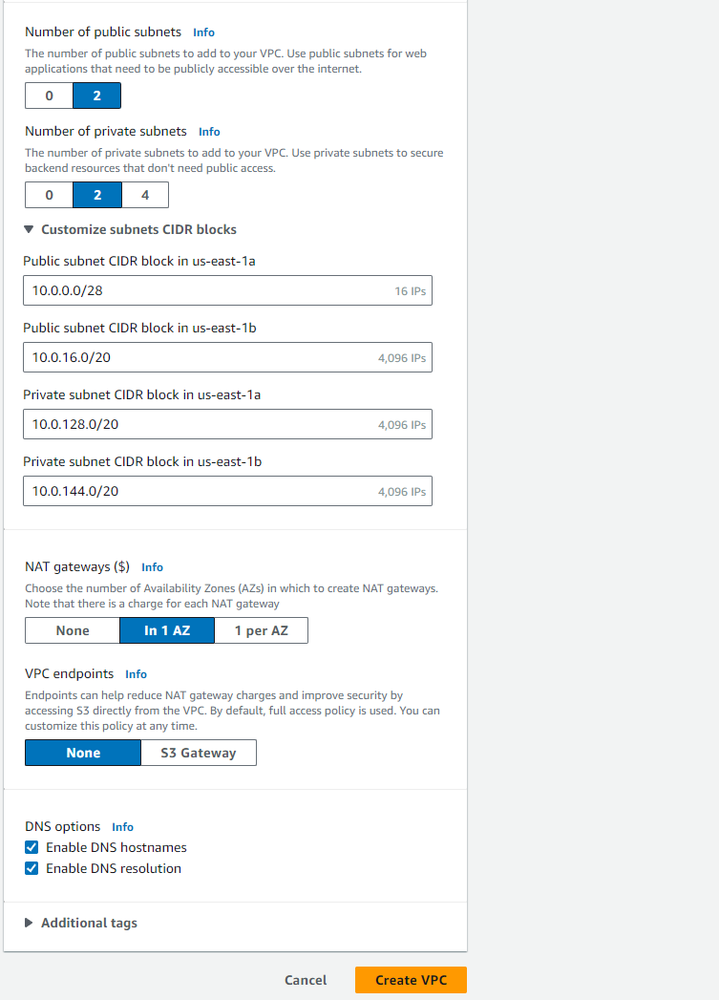 Number of public subnets Info
The number of public subnets to add to your VPC. Use public subnets for web
applications that need to be publicly accessible over the internet.
0 2
Number of private subnets Info
The number of private subnets to add to your VPC. Use private subnets to secure
backend resources that don't need public access.
0 2 4
Customize subnets CIDR blocks
Public subnet CIDR block in us-east-1a
10.0.0.0/28 16 IPs
Public subnet CIDR block in us-east-1b
10.0.16.0/20 4,096 IPs
Private subnet CIDR block in us-east-1a
10.0.128.0/20 4,096 IPs
Private subnet CIDR block in us-east-1b
10.0.144.0/20 4,096 IPs
NAT gateways ($) Info
Choose the number of Availability Zones (AZs) in which to create NAT gateways.
Note that there is a charge for each NAT gateway
None In 1 AZ 1 per AZ
VPC endpoints Info
Endpoints can help reduce NAT gateway charges and improve security by
accessing S3 directly from the VPC. By default, full access policy is used. You can
customize this policy at any time.
None S3 Gateway
DNS options Info
Enable DNS hostnames
Enable DNS resolution
Additional tags
Cancel Create VPC